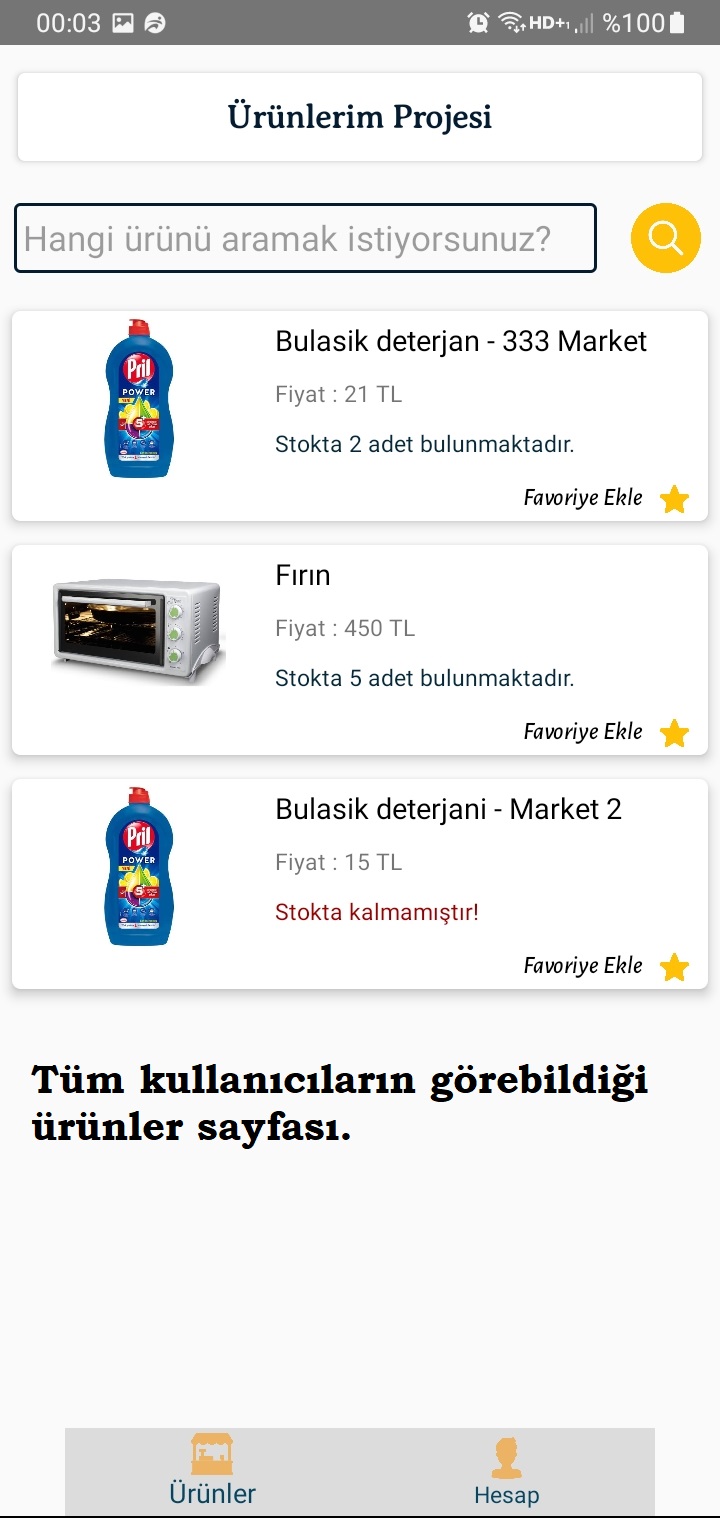 00:03 HD+1 %100
Ürünlerim Projesi
Hangi ürünü aramak istiyorsunuz?
Pril
POWER
Bulasik deterjan - 333 Market
Fiyat : 21 TL
Stokta 2 adet bulunmaktadır.
Favoriye Ekle
Fırın
Fiyat : 450 TL
Stokta 5 adet bulunmaktadır.
Favoriye Ekle
Pril
POWER
Bulasik deterjani - Market 2
Fiyat : 15 TL
Stokta kalmamıştır!
Favoriye Ekle
Tüm kullanıcıların görebildiği
ürünler sayfası.
Ürünler
Hesap